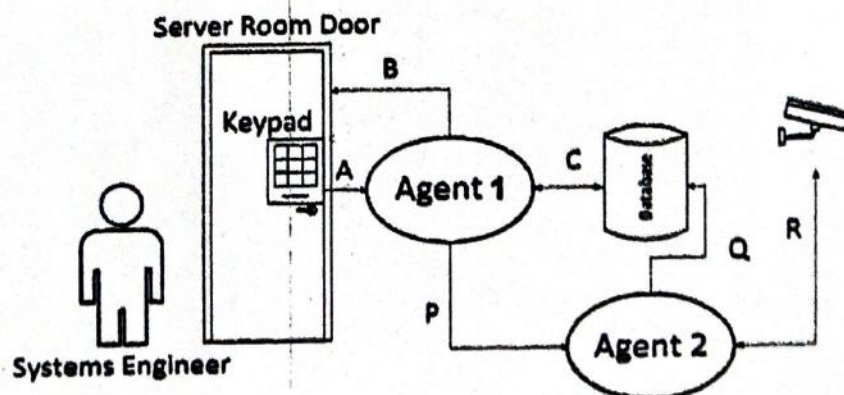 Server Room Door
B
Keypad
A
Agent 1
C
Database
R
Q
P
Agent 2
Systems Engineer